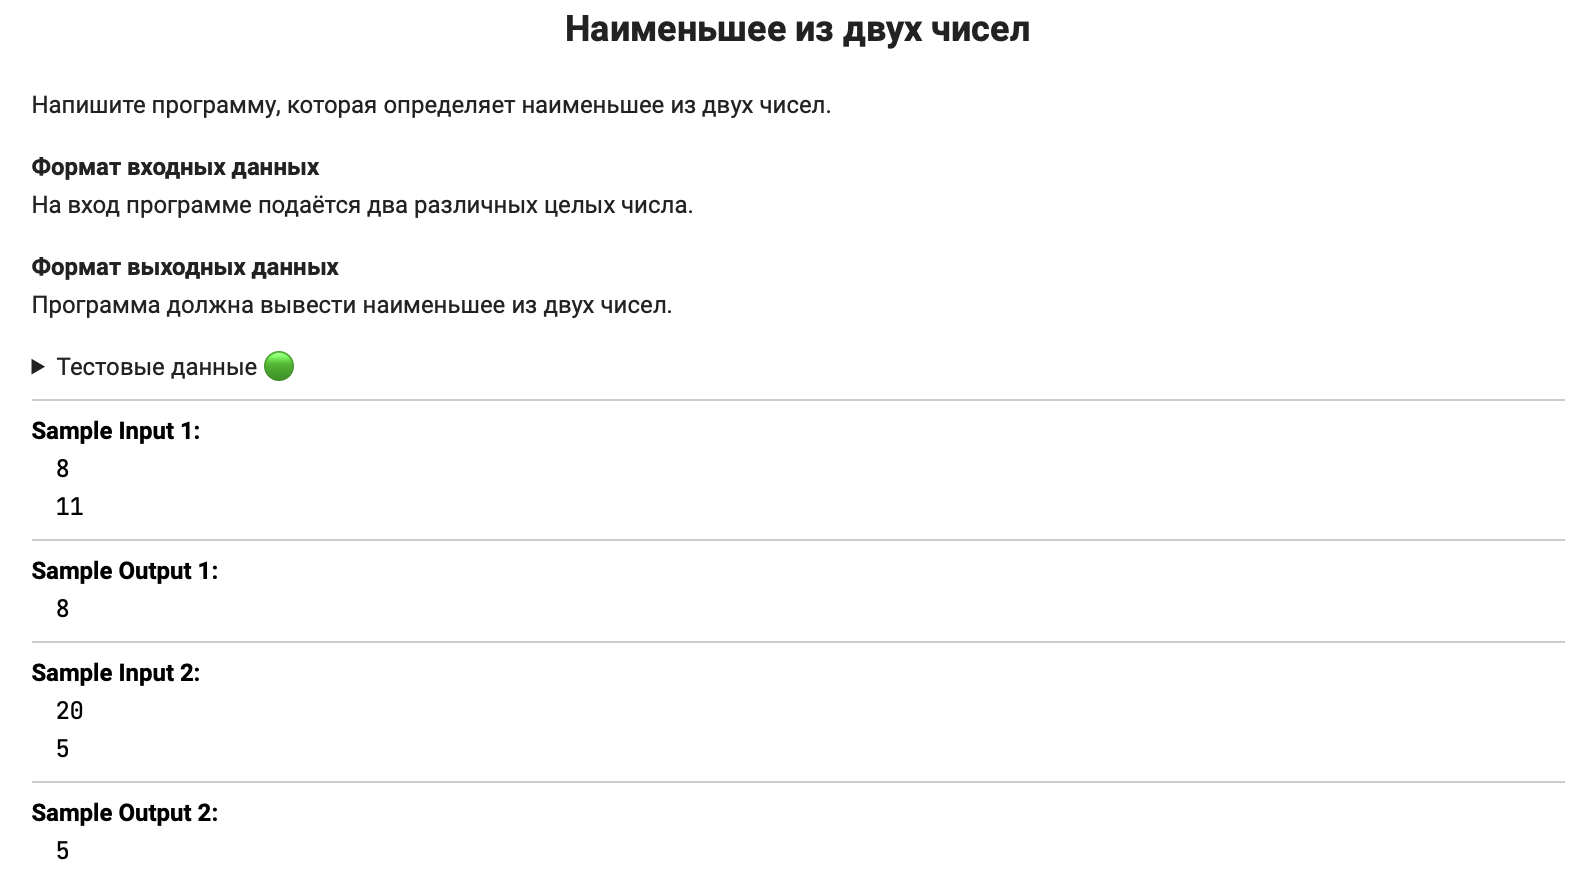 Наименьшее из двух чисел
Напишите программу, которая определяет наименьшее из двух чисел.
Формат входных данных
На вход программе подаётся два различных целых числа.
Формат выходных данных
Программа должна вывести наименьшее из двух чисел.
Тестовые данные
Sample Input 1:
8
11
Sample Output 1:
8
Sample Input 2:
20
5
Sample Output 2:
5